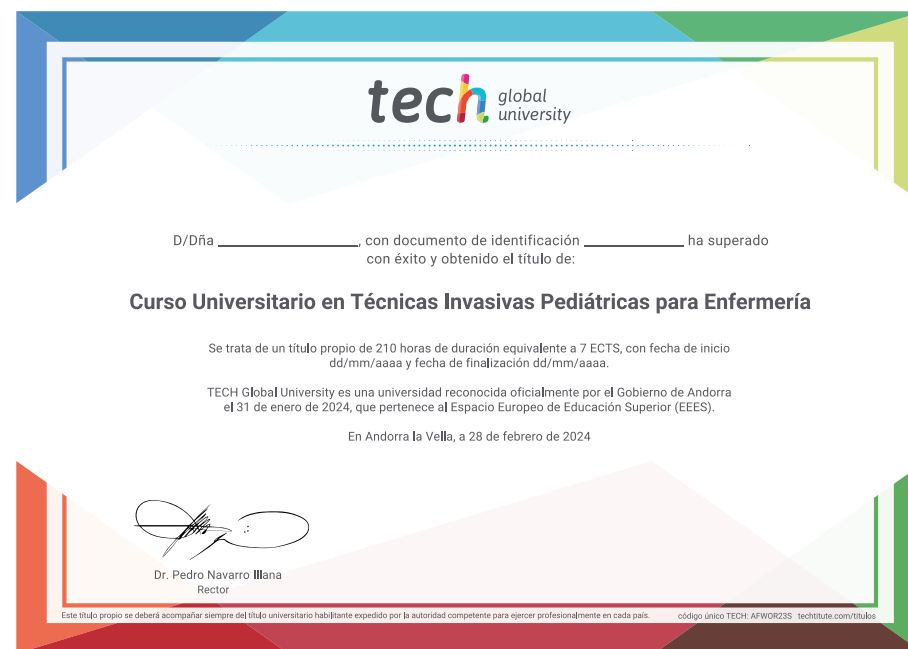 tech global university
D/Dña ____________________, con documento de identificación ______________ ha superado
con éxito y obtenido el título de:
Curso Universitario en Técnicas Invasivas Pediátricas para Enfermería
Se trata de un título propio de 210 horas de duración equivalente a 7 ECTS, con fecha de inicio
dd/mm/aaaa y fecha de finalización dd/mm/aaaa.
TECH Global University es una universidad reconocida oficialmente por el Gobierno de Andorra
el 31 de enero de 2024, que pertenece al Espacio Europeo de Educación Superior (EEES).
En Andorra la Vella, a 28 de febrero de 2024
Dr. Pedro Navarro Illana
Rector
Este título propio se deberá acompañar siempre del título universitario habilitante expedido por la autoridad competente para ejercer profesionalmente en cada país.
código único TECH: AFWOR23S techtitute.com/títulos